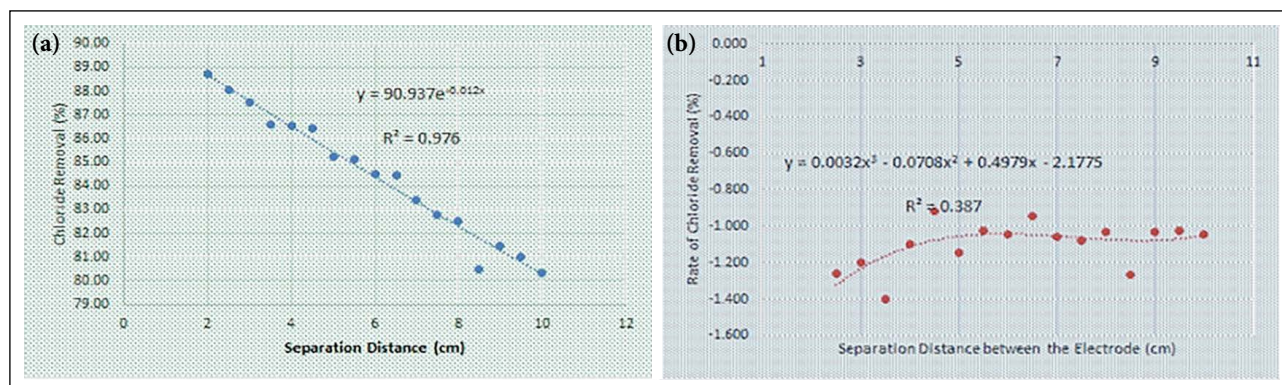 (a)
90.00
89.00
88.00
87.00
86.00
85.00
84.00
83.00
82.00
81.00
80.00
79.00
Chloride Removal (%)
y = 90.937e^-0.012x
R² = 0.976
0 2 4 6 8 10 12
Separation Distance (cm)
(b)
0.000
-0.200
-0.400
-0.600
-0.800
-1.000
-1.200
-1.400
-1.600
Rate of Chloride Removal (%)
1 3 5 7 9 11
y = 0.0032x³ - 0.0708x² + 0.4979x - 2.1775
R² = 0.387
Separation Distance between the Electrode (cm)